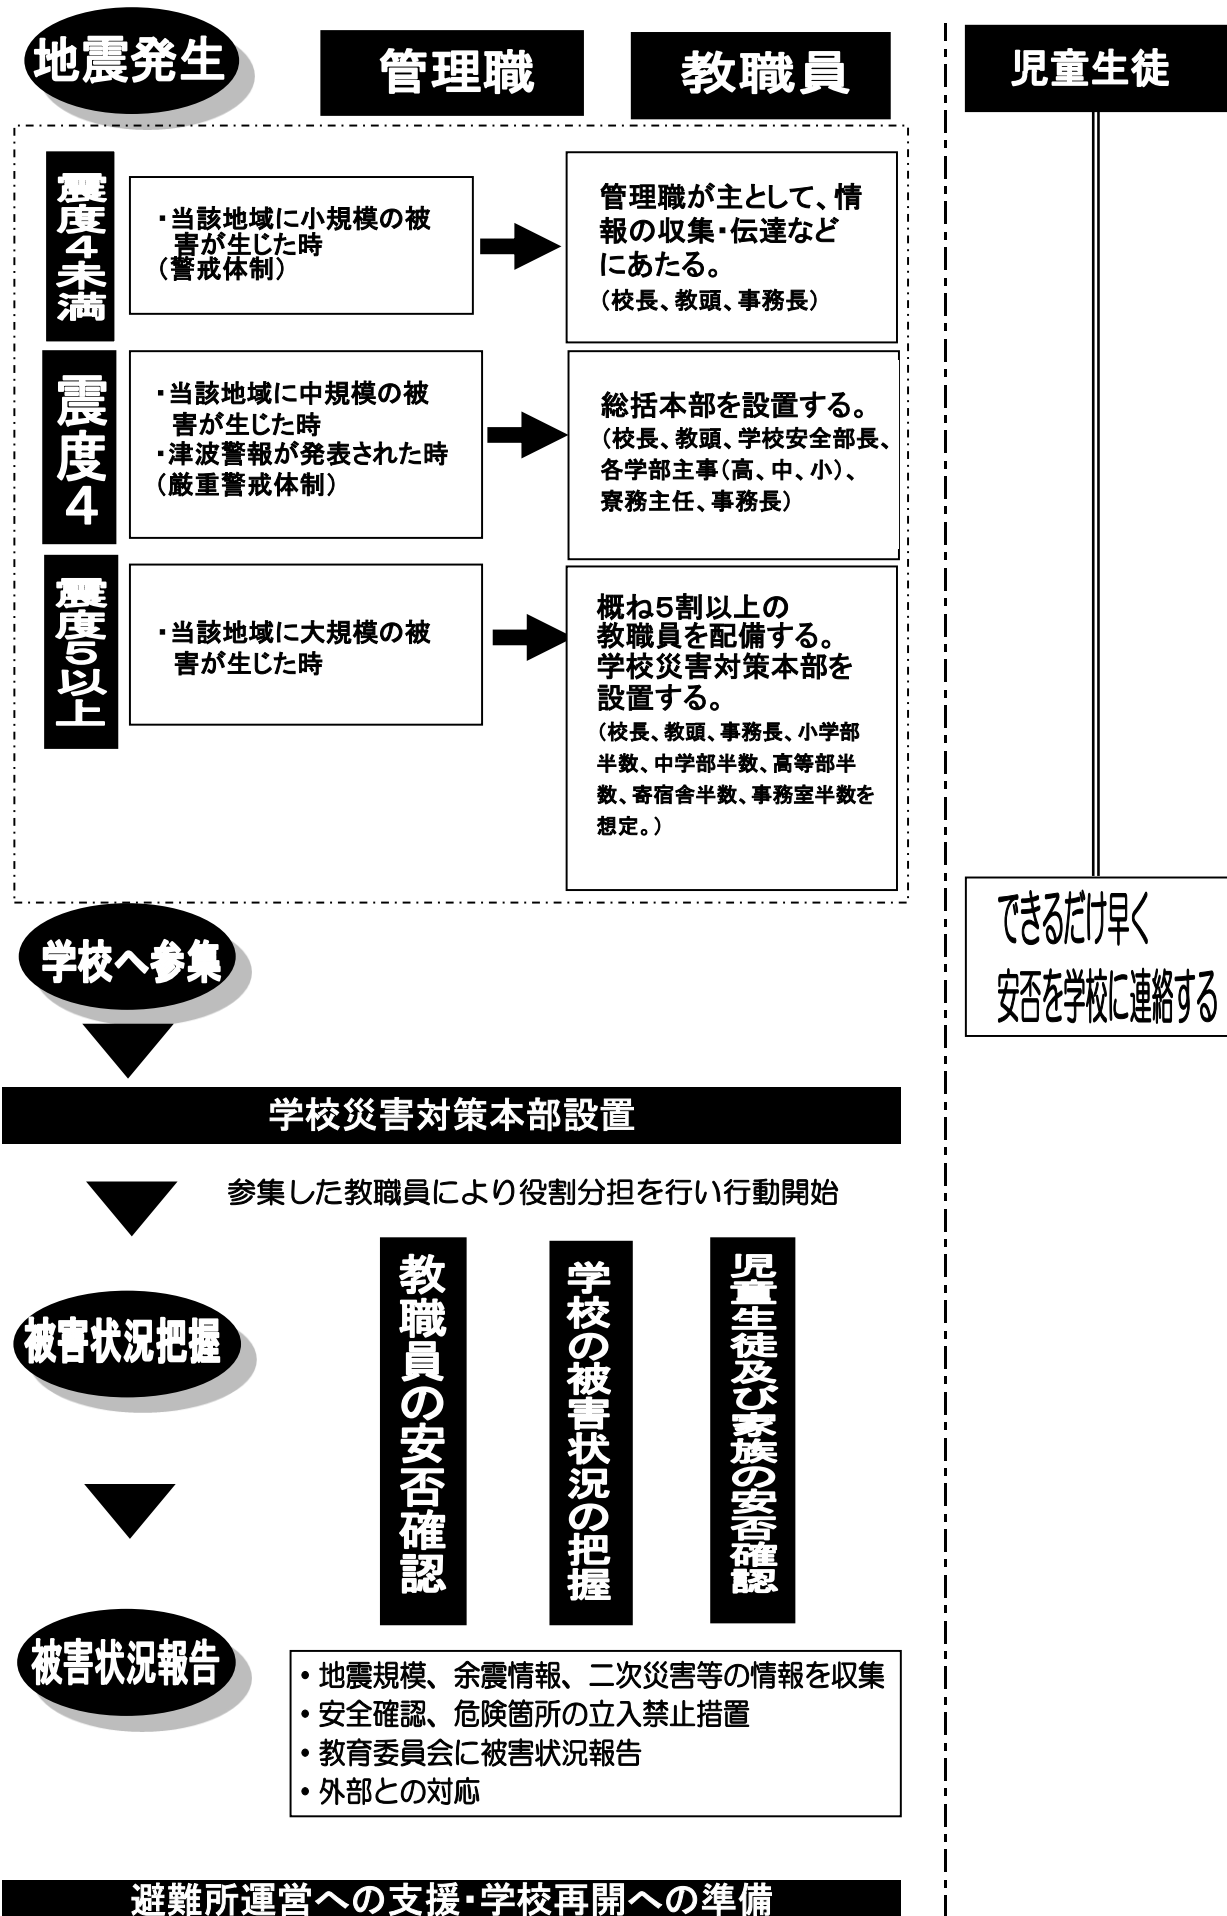 地震発生
管理職
教職員
児童生徒
震度4未満
・当該地域に小規模の被
害が生じた時
（警戒体制）
管理職が主として、情
報の収集・伝達など
にあたる。
（校長、教頭、事務長）
震度4
・当該地域に中規模の被
害が生じた時
・津波警報が発表された時
（厳重警戒体制）
総括本部を設置する。
（校長、教頭、学校安全部長、
各学部主事（高、中、小）、
寮務主任、事務長）
震度5以上
・当該地域に大規模の被
害が生じた時
概ね５割以上の
教職員を配備する。
学校災害対策本部を
設置する。
（校長、教頭、事務長、小学部
半数、中学部半数、高等部半
数、寄宿舎半数、事務室半数を
想定。）
できるだけ早く
安否を学校に連絡する
学校へ参集
学校災害対策本部設置
参集した教職員により役割分担を行い行動開始
被害状況把握
教職員の安否確認
学校の被害状況の把握
児童生徒及び家族の安否確認
被害状況報告
・地震規模、余震情報、二次災害等の情報を収集
・安全確認、危険箇所の立入禁止措置
・教育委員会に被害状況報告
・外部との対応
避難所運営への支援・学校再開への準備